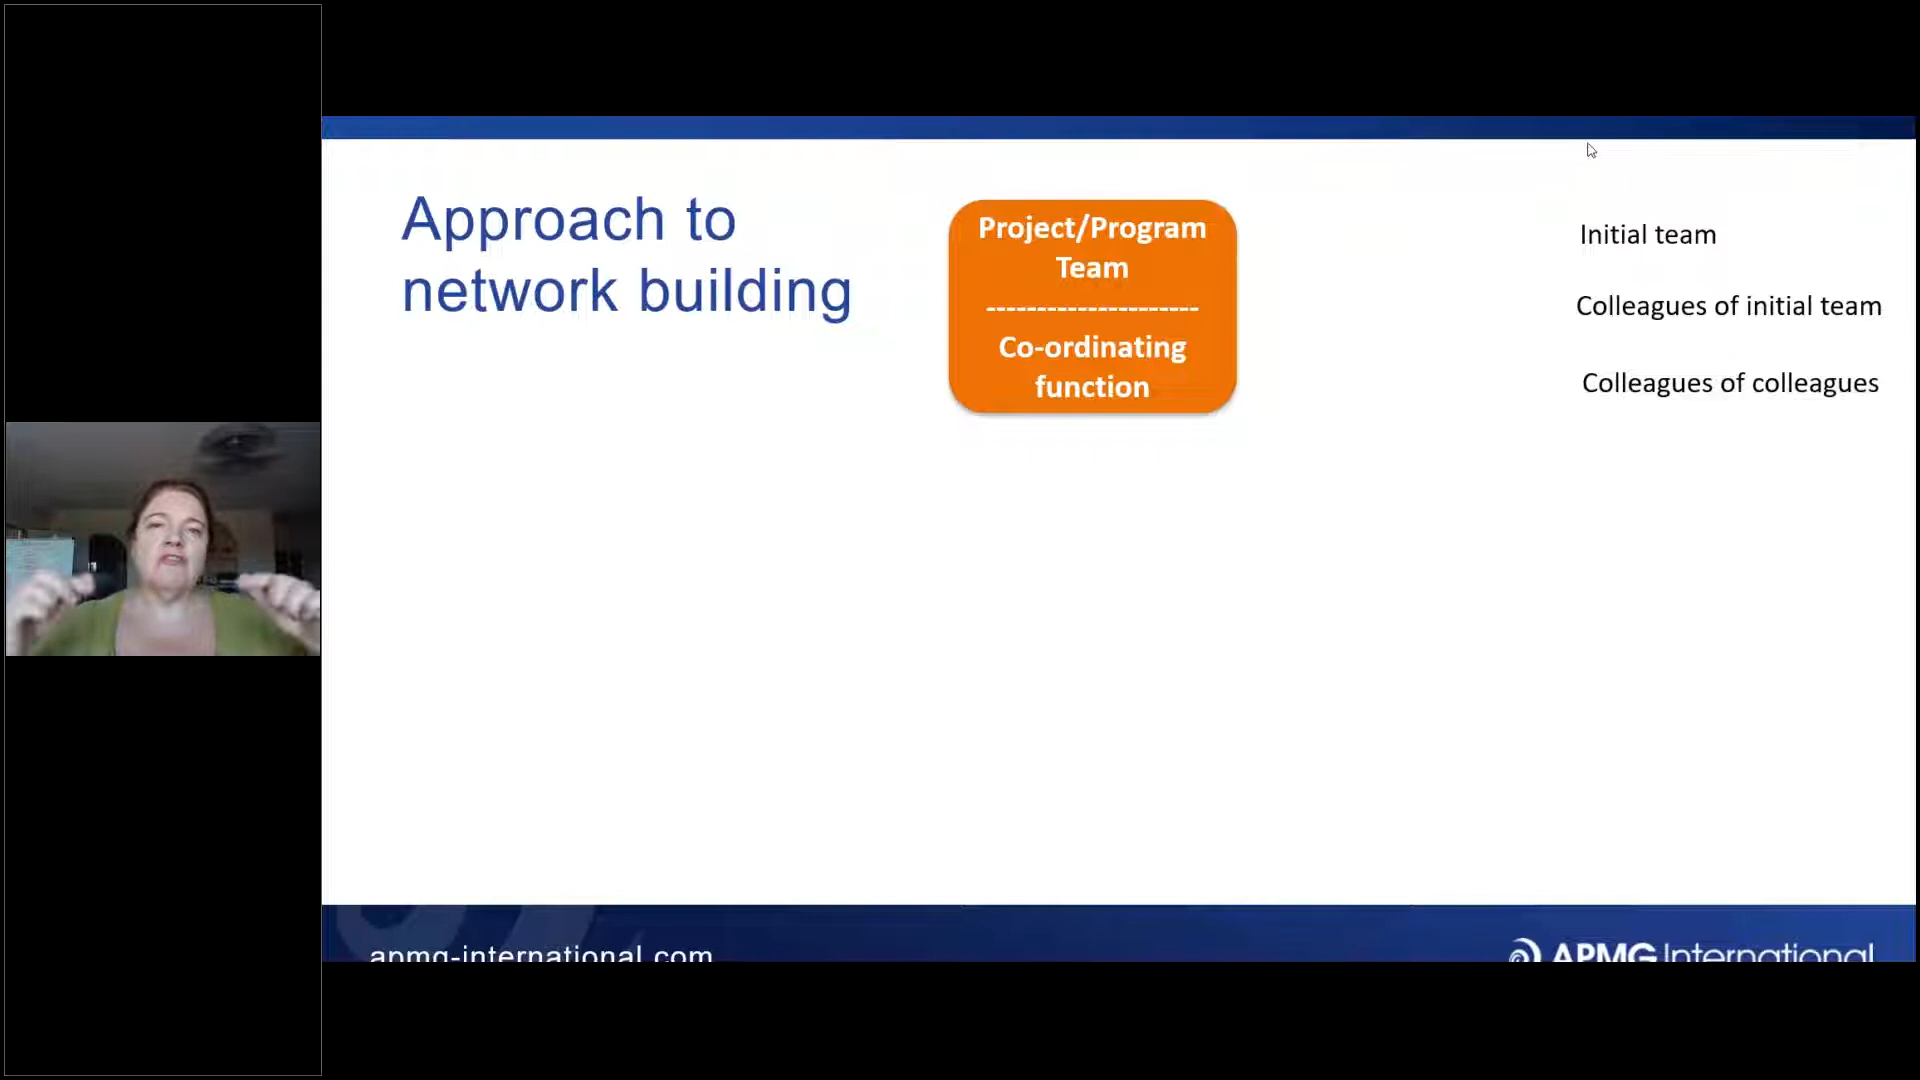 Approach to
network building
Project/Program
Team
---------------------
Co-ordinating
function
Initial team
Colleagues of initial team
Colleagues of colleagues
apmg-international.com
APMG International